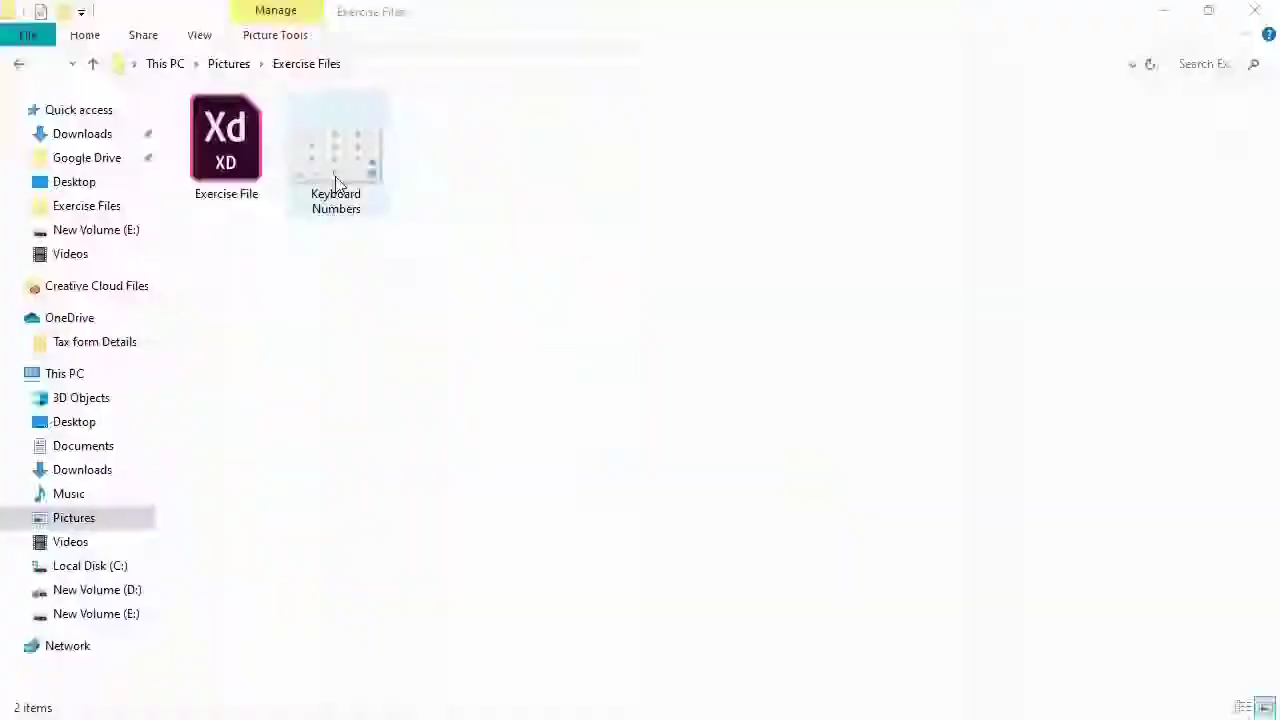 Manage
Exercise Files
File
Home
Share
View
Picture Tools
This PC
Pictures
Exercise Files
Search Ex
Quick access
Downloads
Google Drive
Desktop
Exercise Files
New Volume (E:)
Videos
Creative Cloud Files
OneDrive
Tax form Details
This PC
3D Objects
Desktop
Documents
Downloads
Music
Pictures
Videos
Local Disk (C:)
New Volume (D:)
New Volume (E:)
Network
Xd
XD
Exercise File
Keyboard
Numbers
2 items